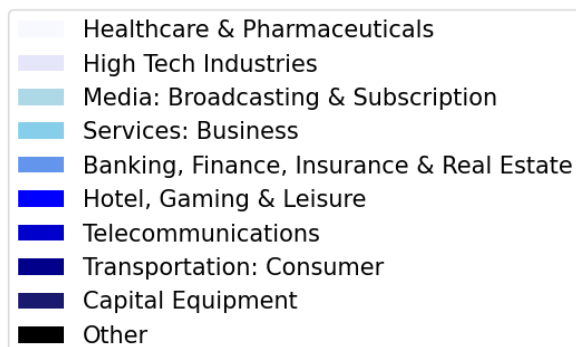 Healthcare & Pharmaceuticals
High Tech Industries
Media: Broadcasting & Subscription
Services: Business
Banking, Finance, Insurance & Real Estate
Hotel, Gaming & Leisure
Telecommunications
Transportation: Consumer
Capital Equipment
Other